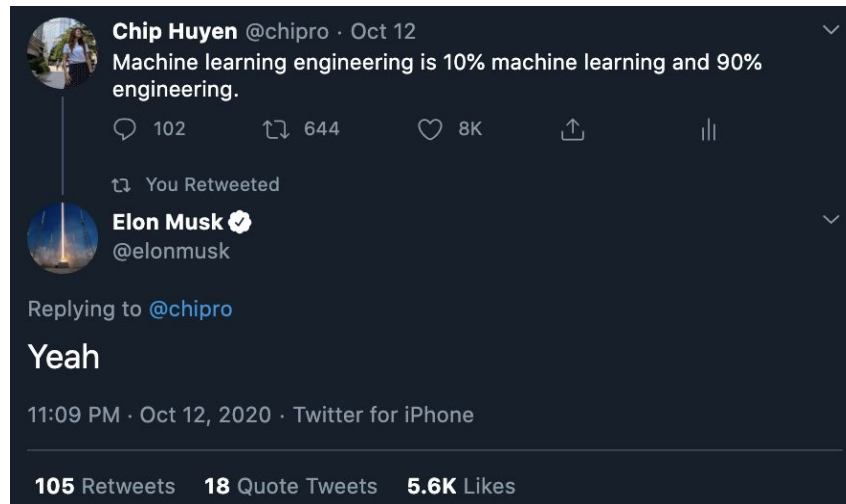 Chip Huyen @chipro · Oct 12
Machine learning engineering is 10% machine learning and 90%
engineering.
102 644 8K
You Retweeted
Elon Musk
@elonmusk
Replying to @chipro
Yeah
11:09 PM · Oct 12, 2020 · Twitter for iPhone
105 Retweets 18 Quote Tweets 5.6K Likes